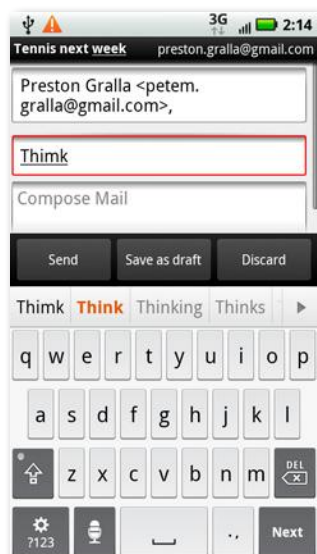 3G 2:14
Tennis next week preston.gralla@gmail.com
Preston Gralla <petem.
gralla@gmail.com>,
Thimk
Compose Mail
Send Save as draft Discard
Thimk Think Thinking Thinks
q w e r t y u i o p
a s d f g h j k l
z x c v b n m DEL
?123 ., Next